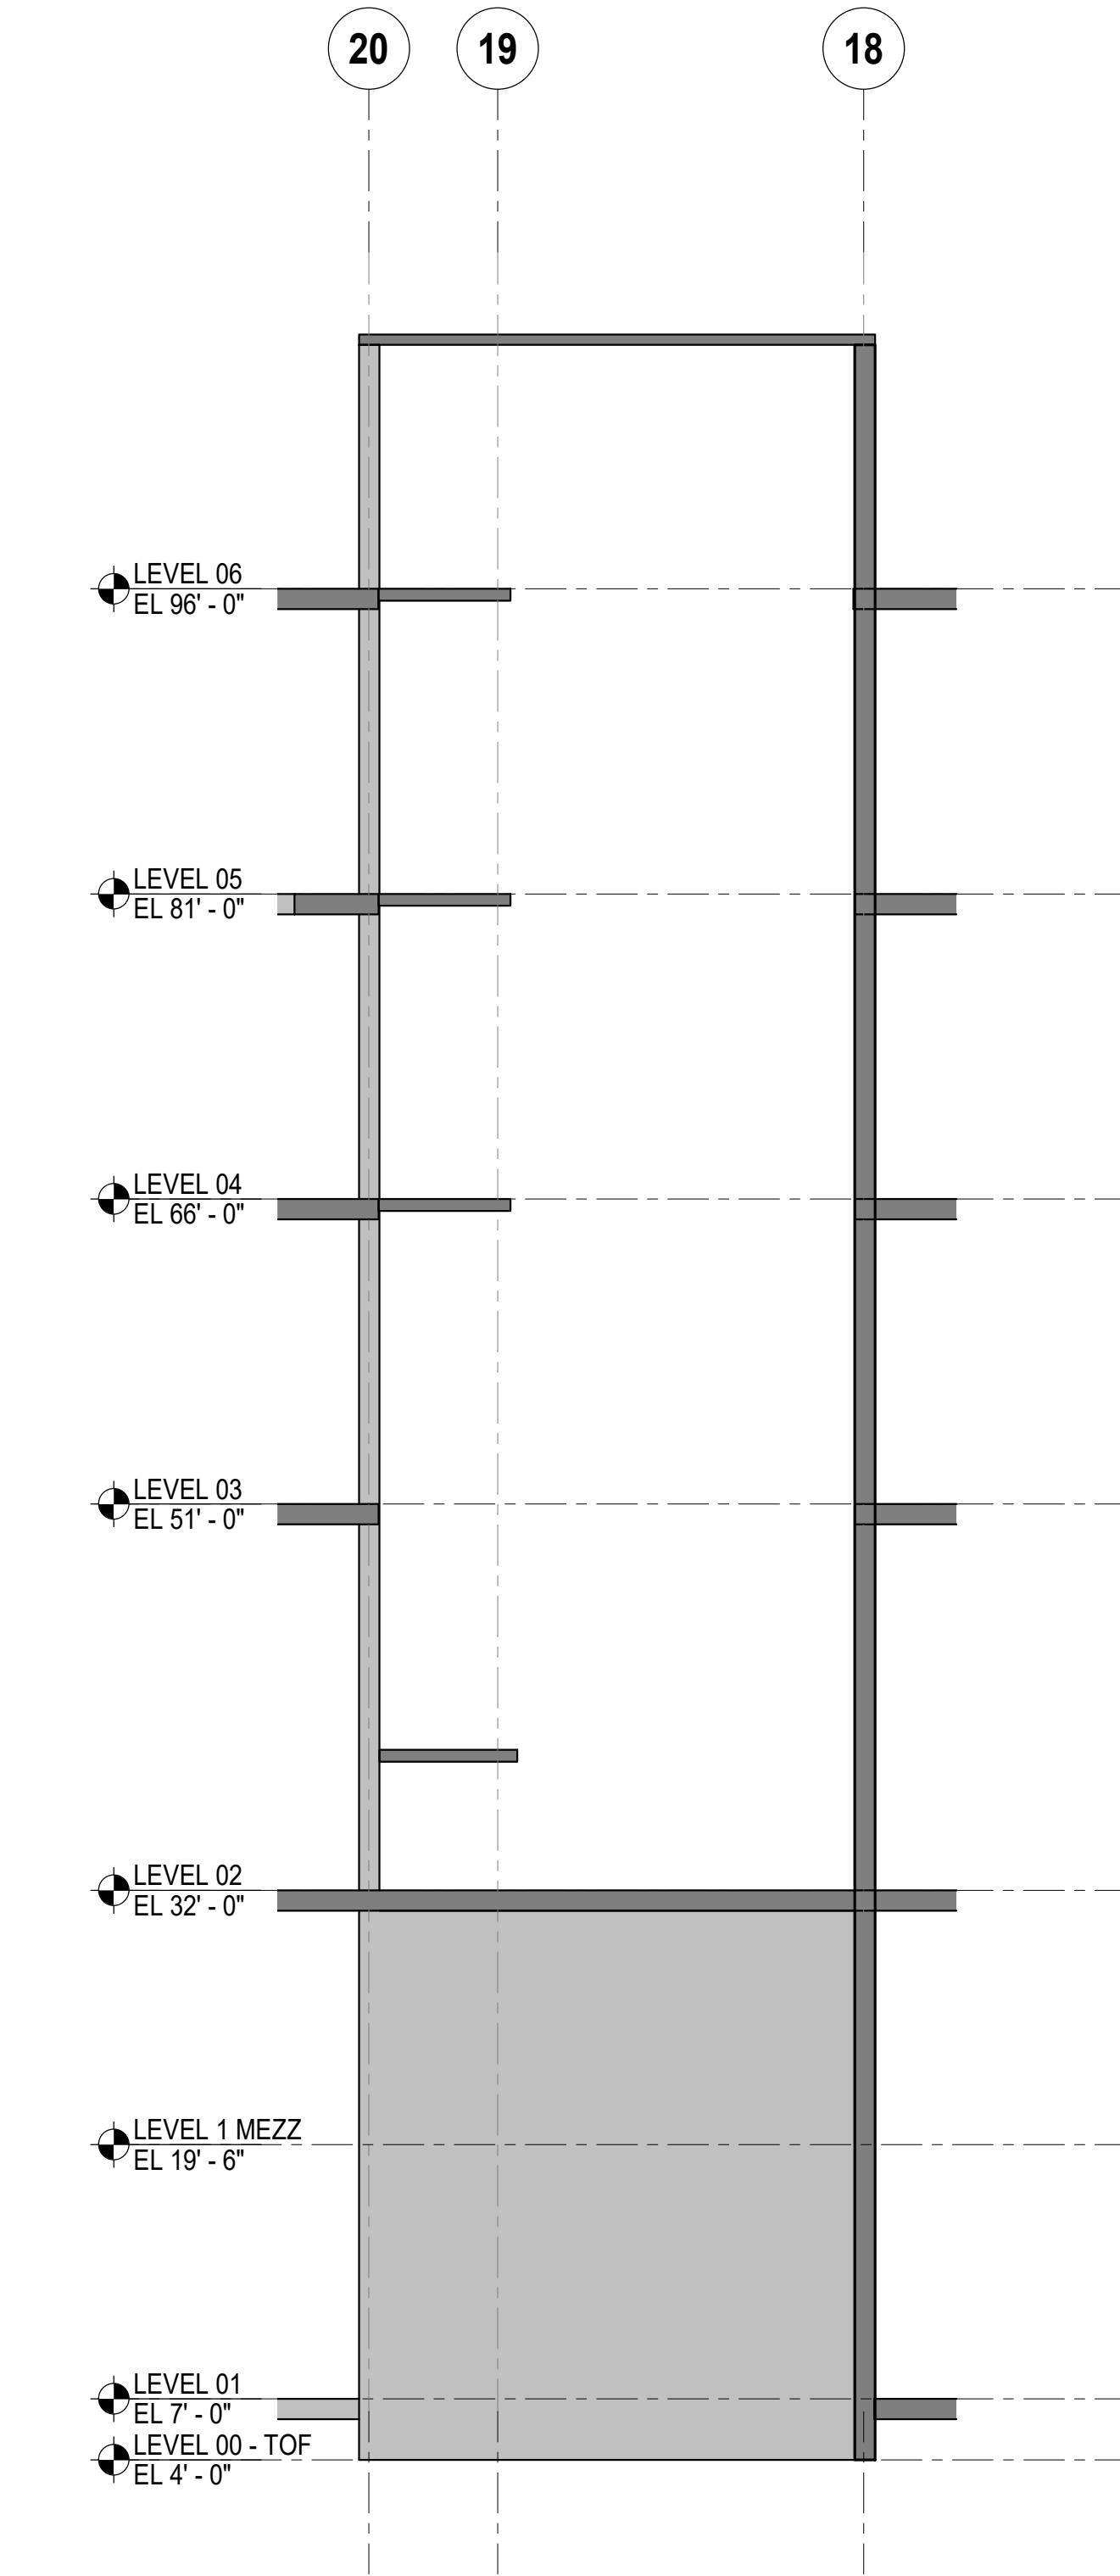 20 19 18
LEVEL 06
EL 96' - 0"
LEVEL 05
EL 81' - 0"
LEVEL 04
EL 66' - 0"
LEVEL 03
EL 51' - 0"
LEVEL 02
EL 32' - 0"
LEVEL 1 MEZZ
EL 19' - 6"
LEVEL 01
EL 7' - 0"
LEVEL 00 - TOF
EL 4' - 0"